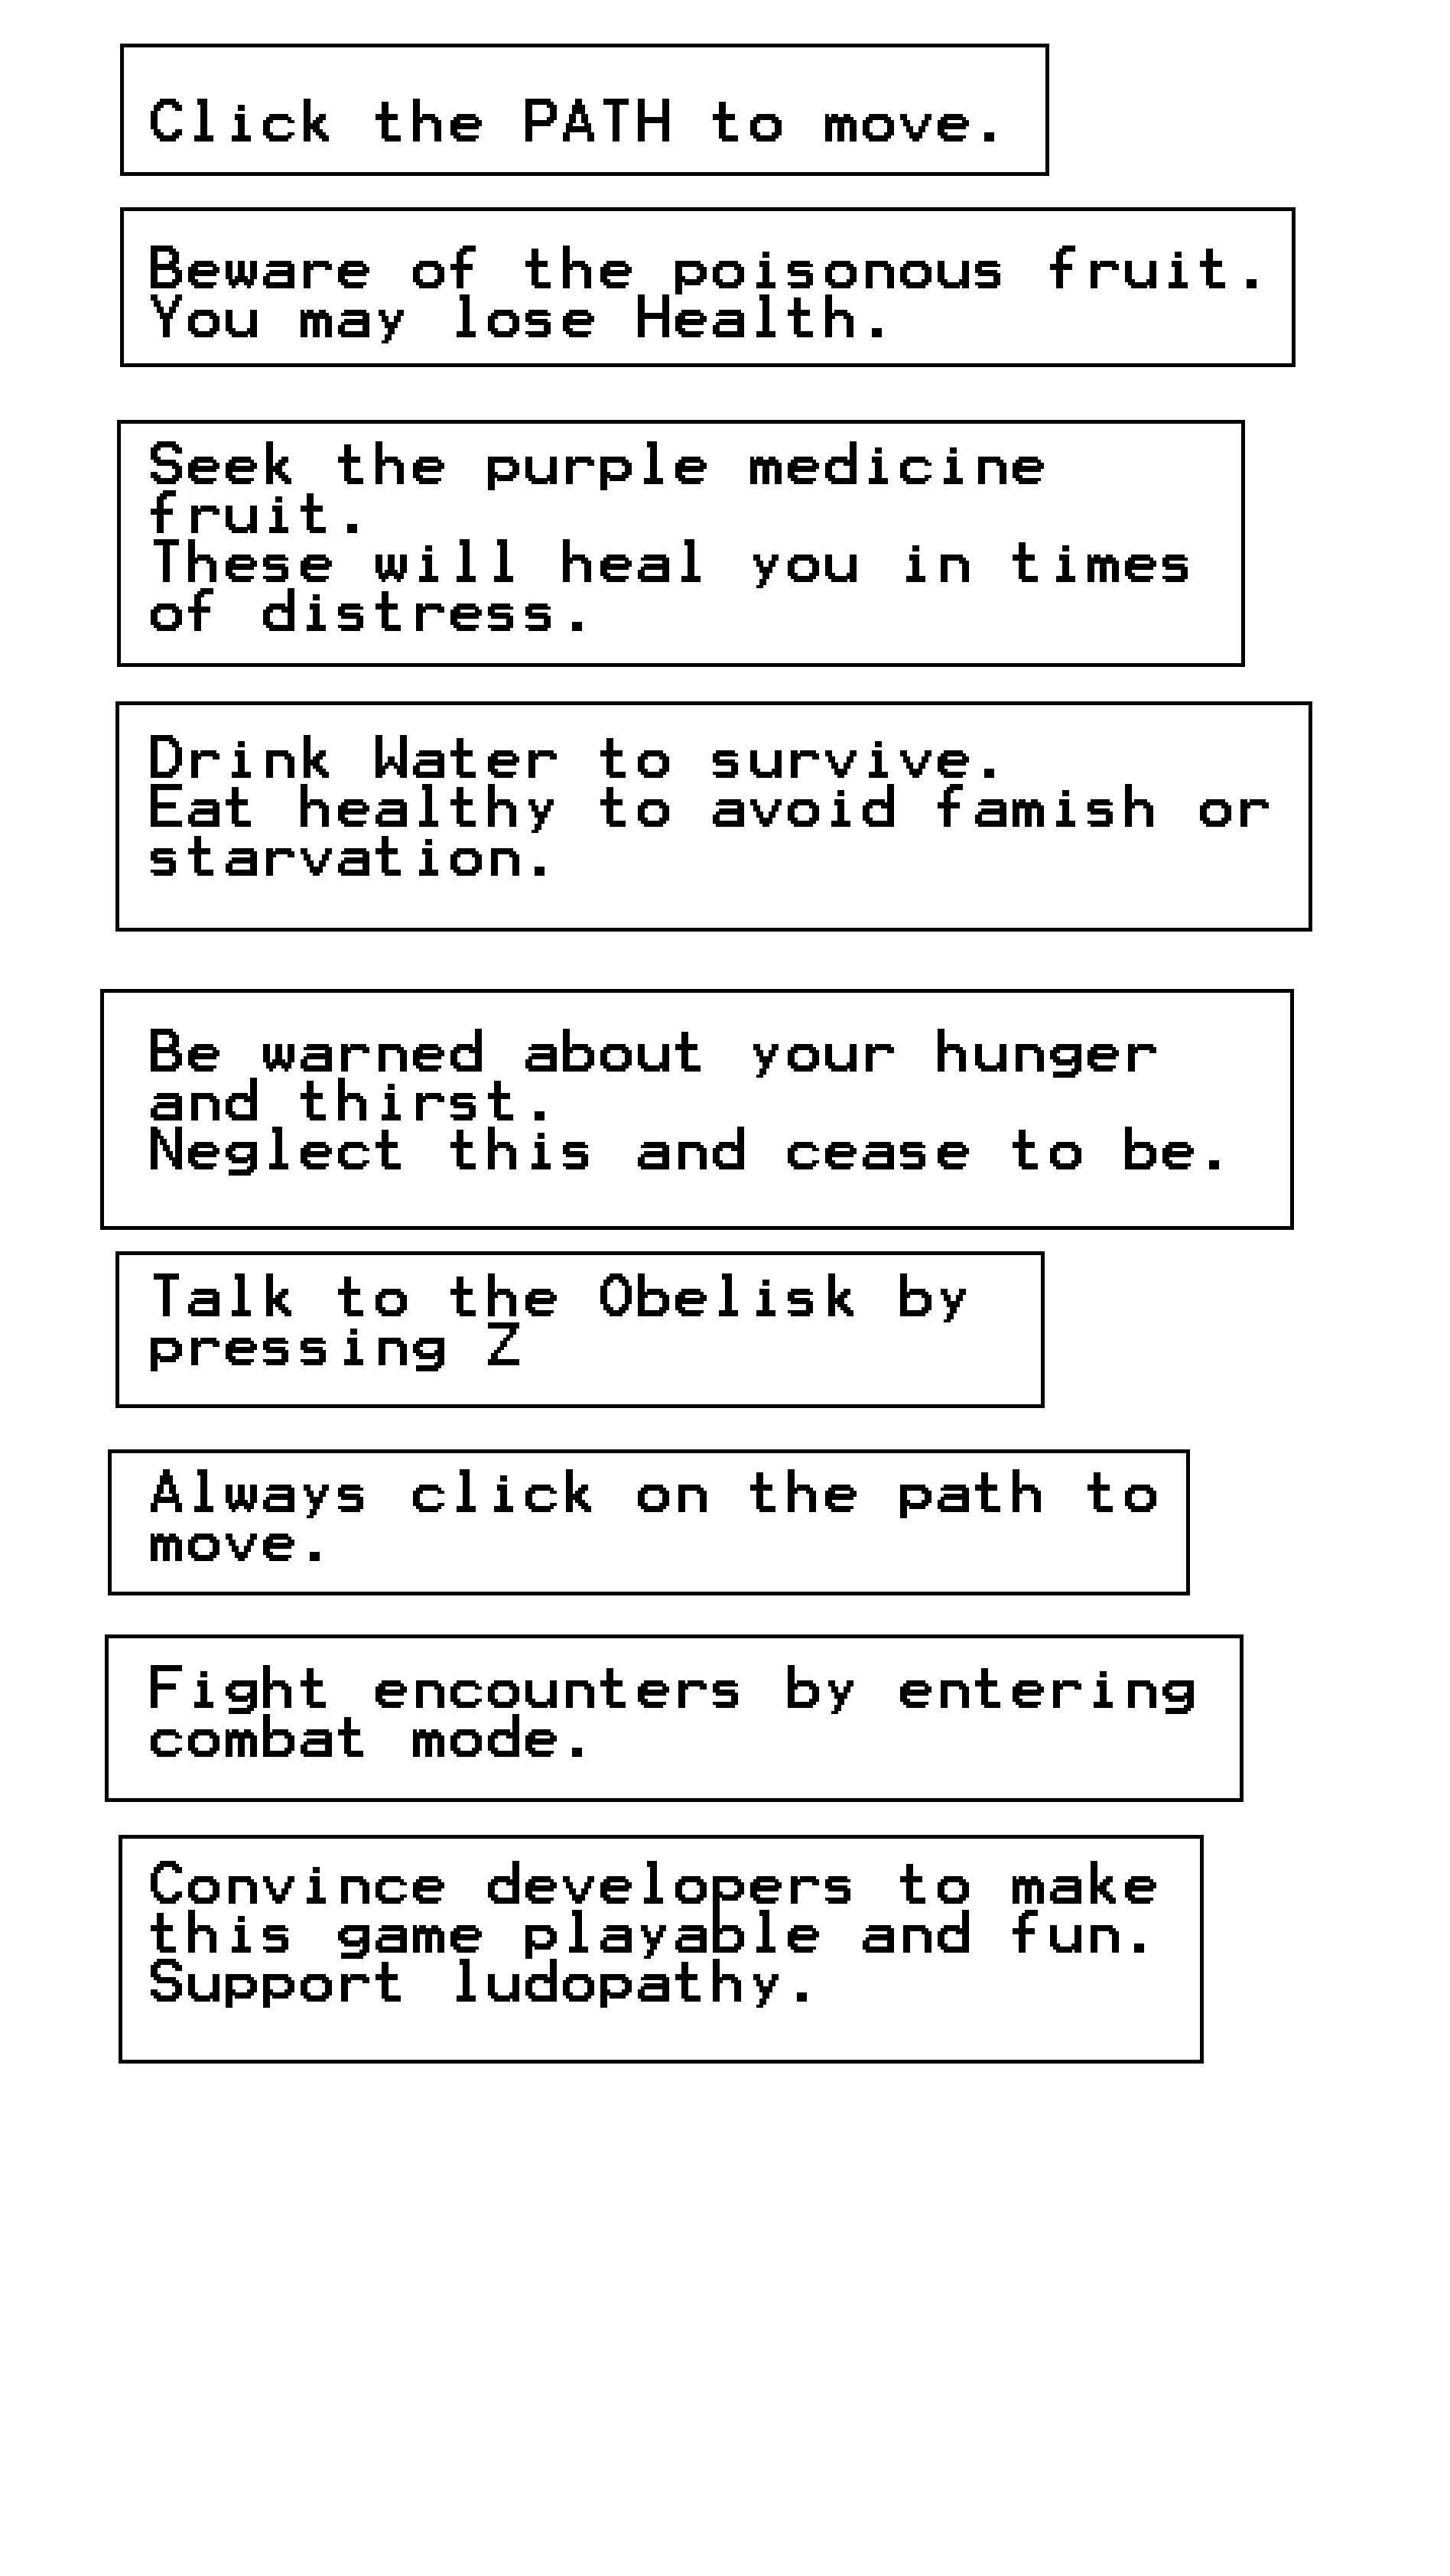 Click the PATH to move.
Beware of the poisonous fruit.
You may lose Health.
Seek the purple medicine
fruit.
These will heal you in times
of distress.
Drink Water to survive.
Eat healthy to avoid famish or
starvation.
Be warned about your hunger
and thirst.
Neglect this and cease to be.
Talk to the Obelisk by
pressing Z
Always click on the path to
move.
Fight encounters by entering
combat mode.
Convince developers to make
this game playable and fun.
Support ludopathy.